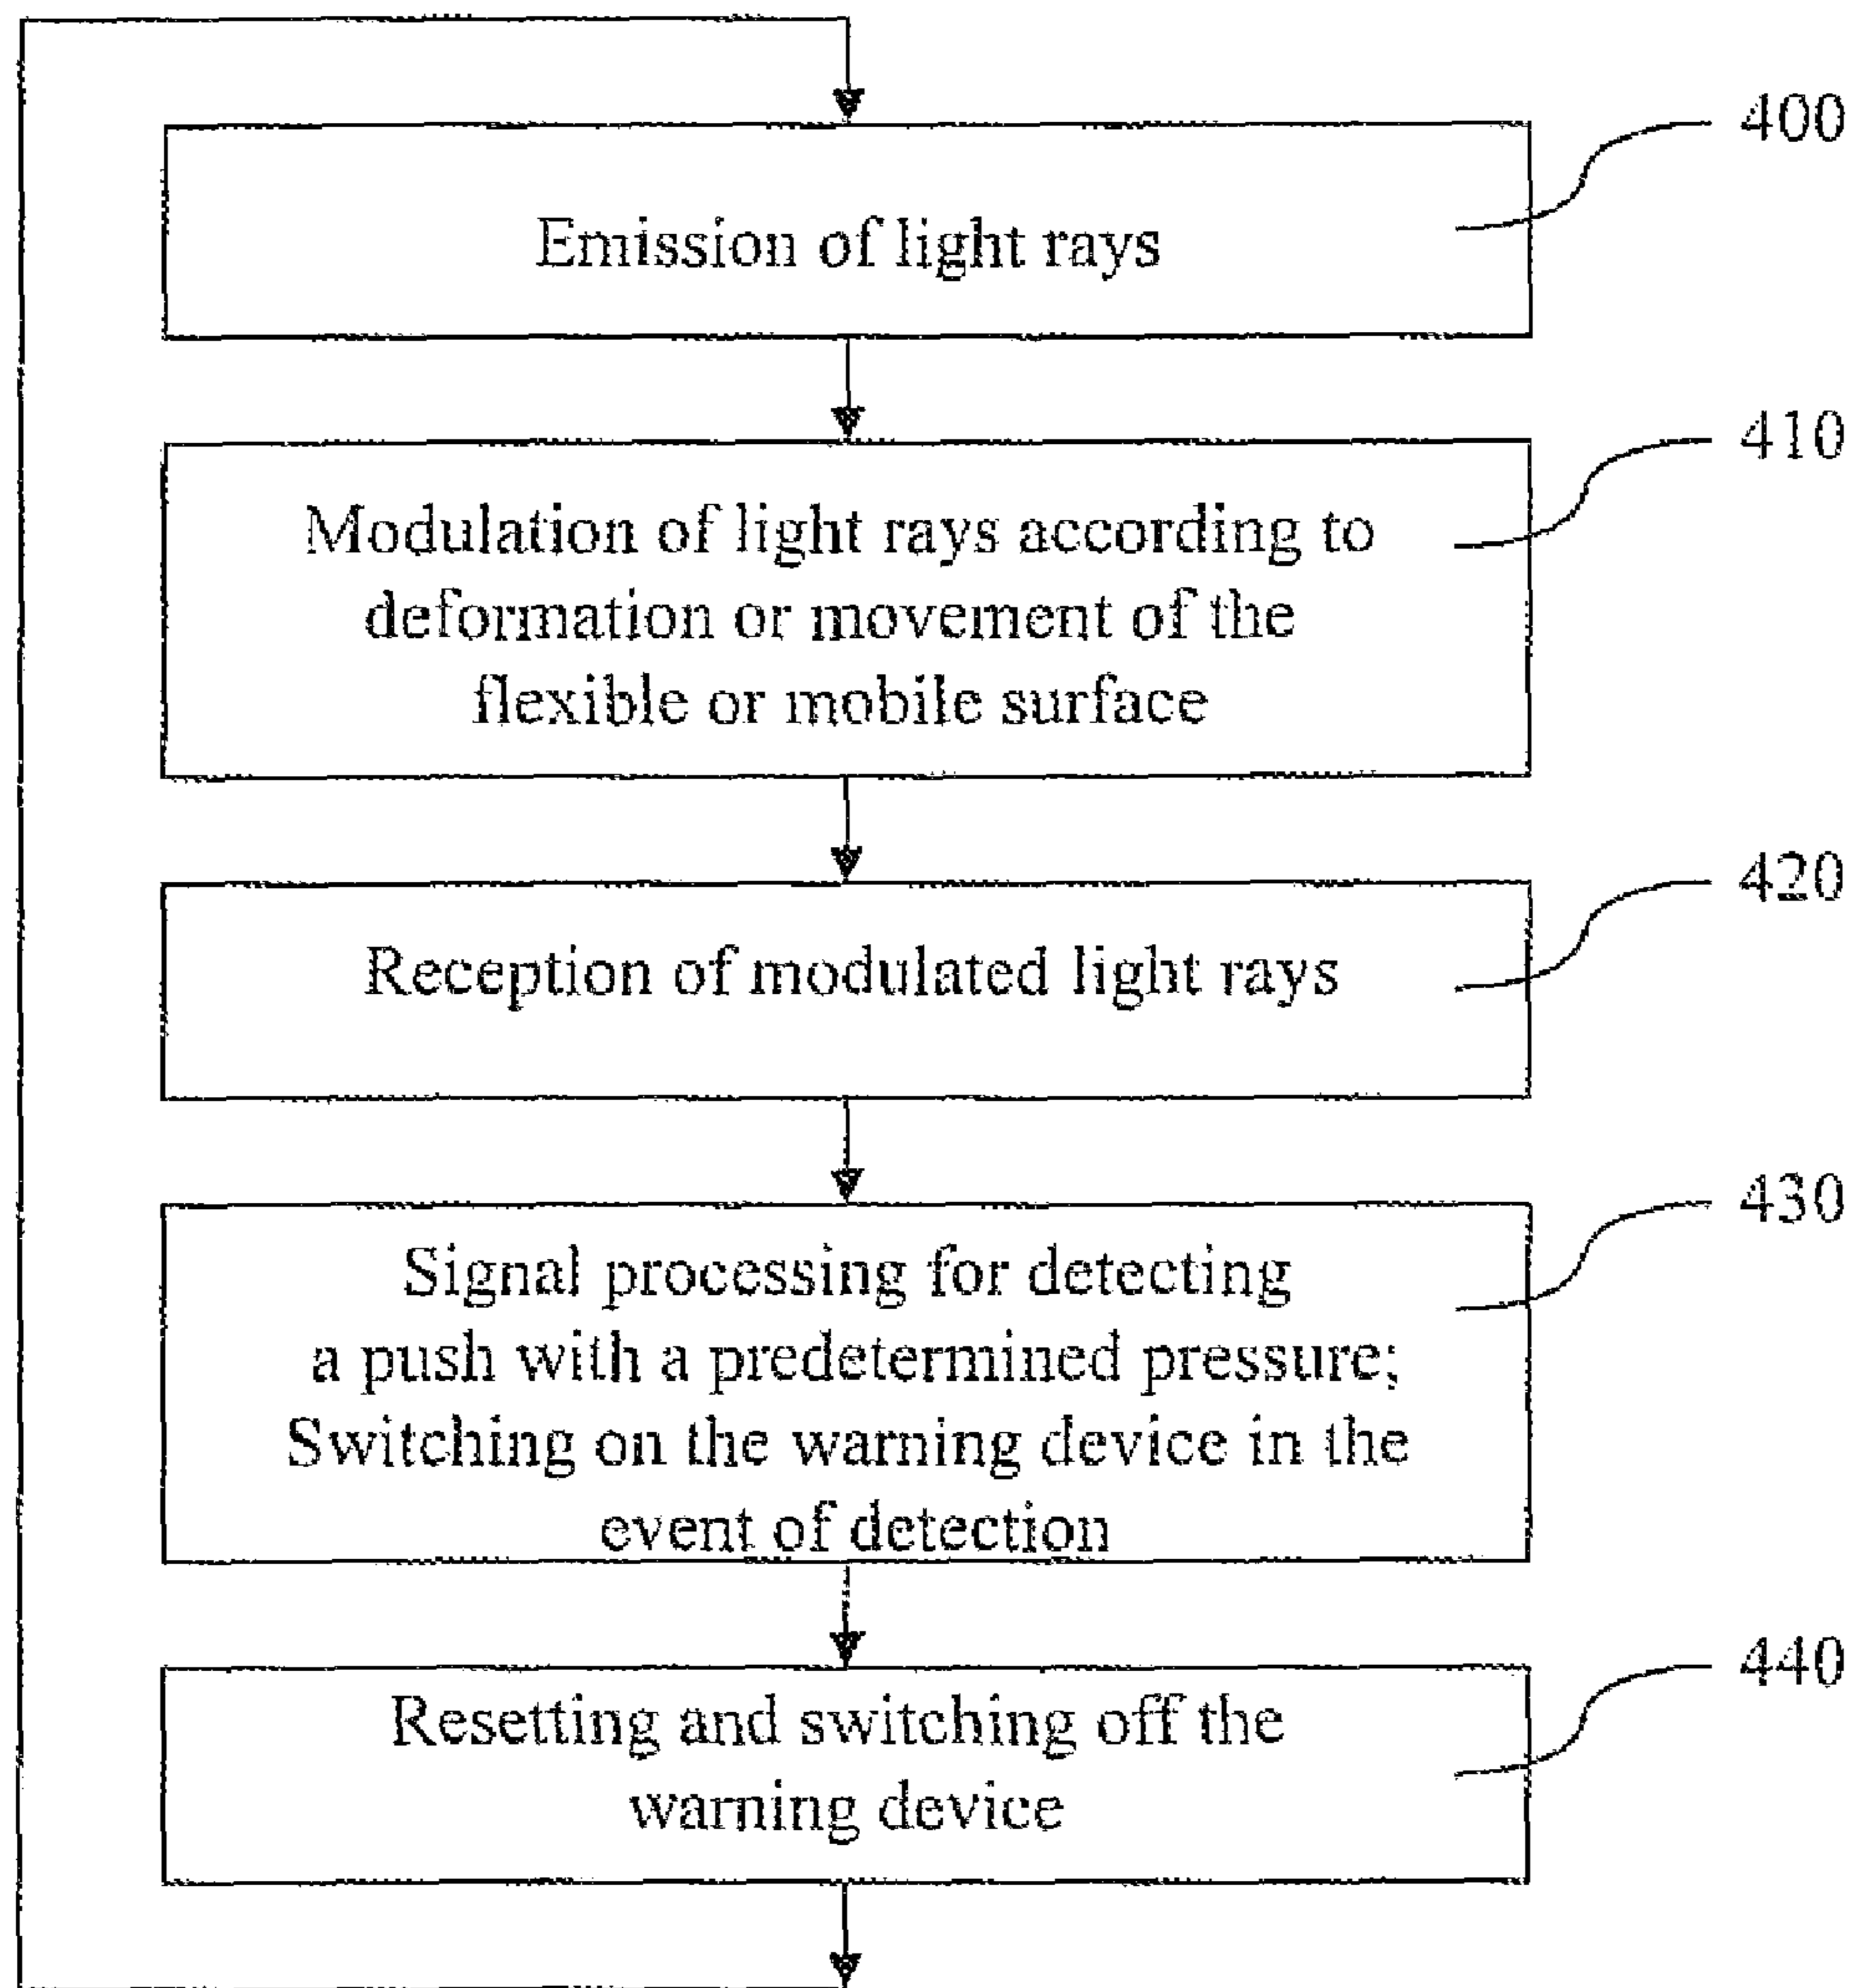 400
Emission of light rays
410
Modulation of light rays according to
deformation or movement of the
flexible or mobile surface
420
Reception of modulated light rays
430
Signal processing for detecting
a push with a predetermined pressure;
Switching on the warning device in the
event of detection
440
Resetting and switching off the
warning device